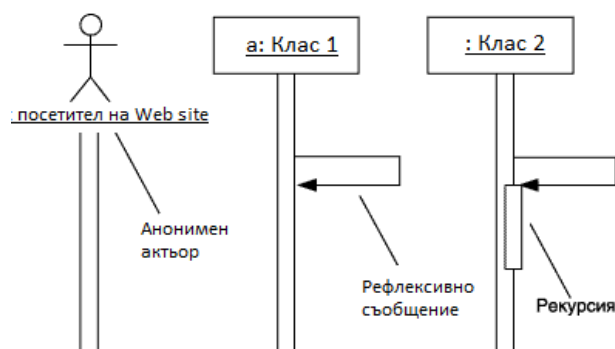 a: Клас 1
: Клас 2
: посетител на Web site
Анонимен
актьор
Рефлексивно
съобщение
Рекурсия